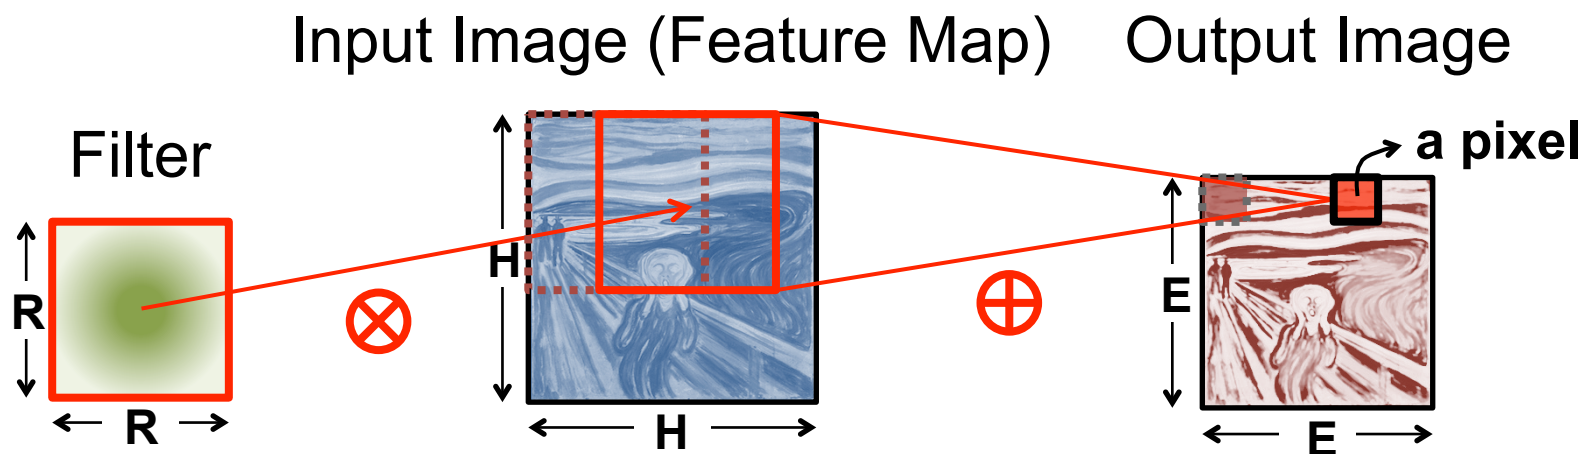 Input Image (Feature Map)
Output Image
Filter
a pixel
R
R
H
H
E
E